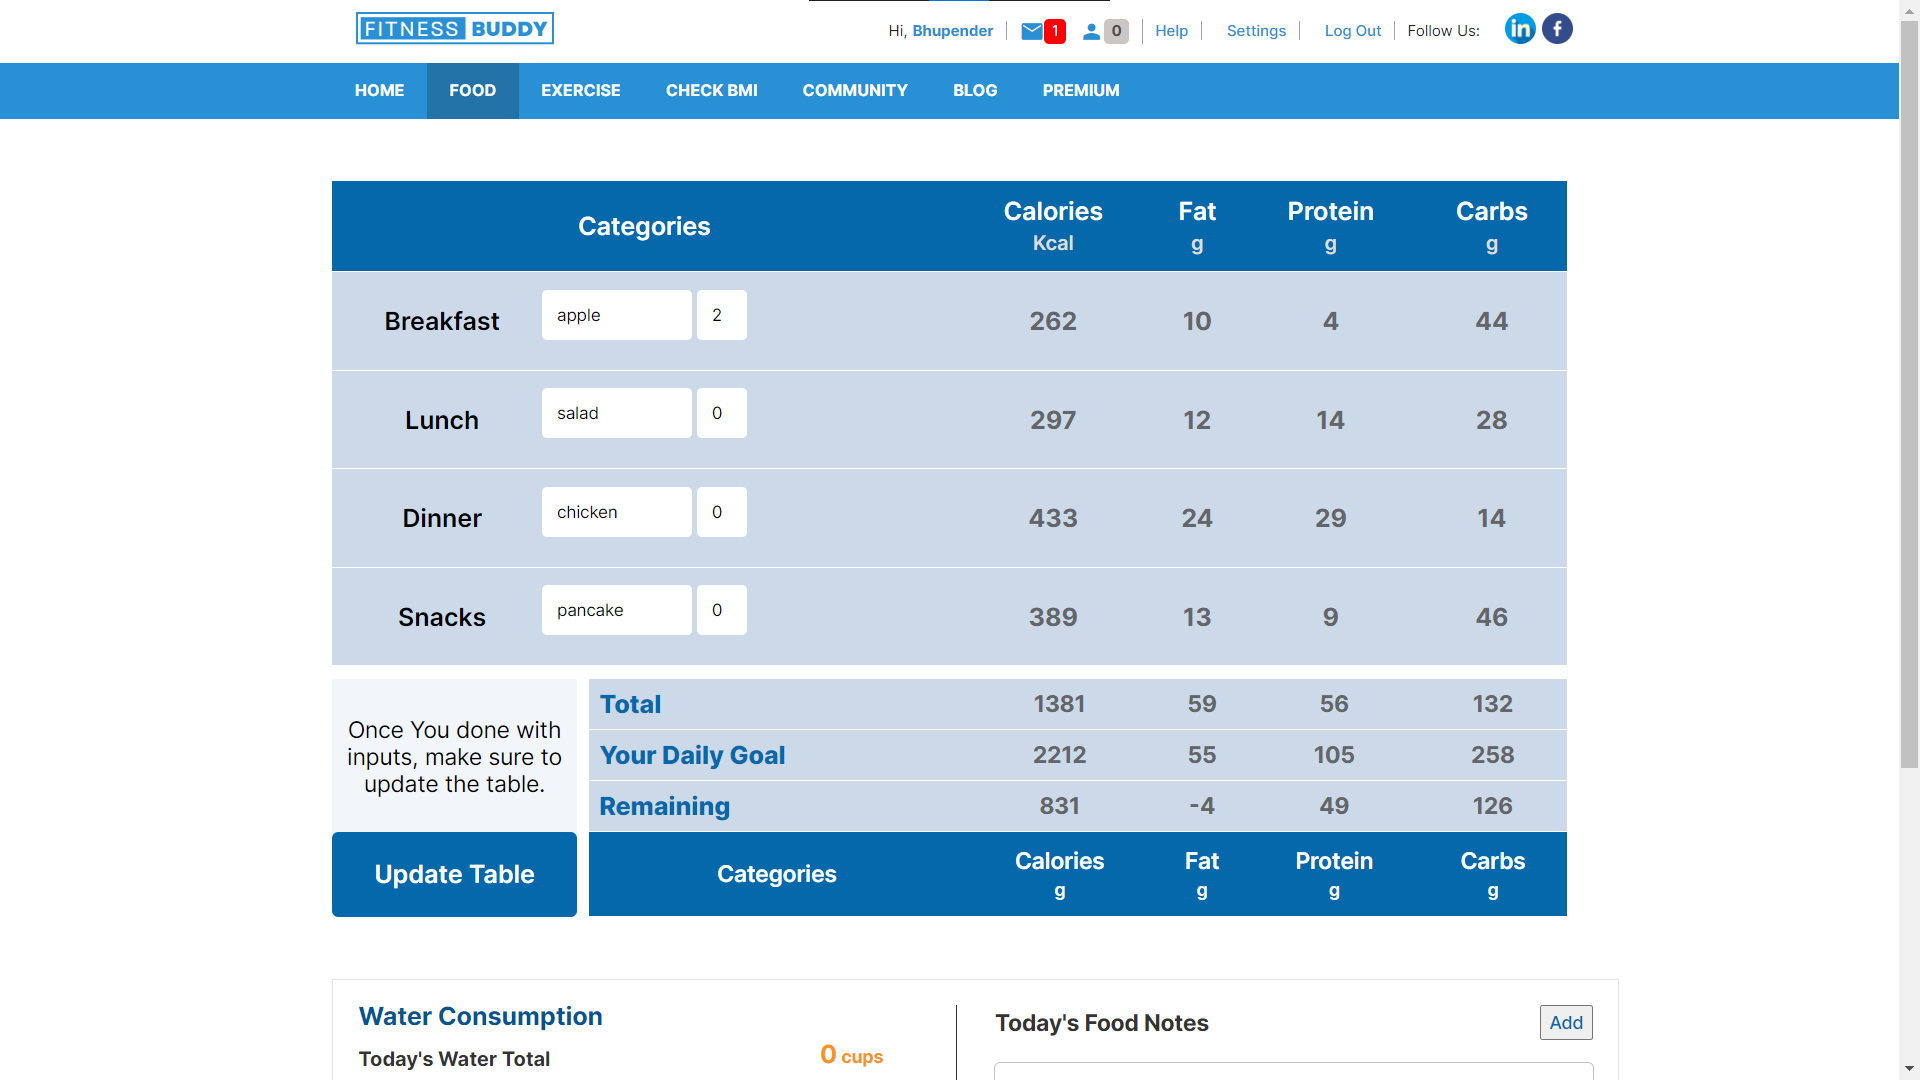 FITNESS BUDDY
Hi, Bhupender 1 0 Help Settings Log Out Follow Us: in f
HOME FOOD EXERCISE CHECK BMI COMMUNITY BLOG PREMIUM
Categories Calories Kcal Fat g Protein g Carbs g
Breakfast apple 2 262 10 4 44
Lunch salad 0 297 12 14 28
Dinner chicken 0 433 24 29 14
Snacks pancake 0 389 13 9 46
Once You done with
inputs, make sure to
update the table.
Update Table
Total 1381 59 56 132
Your Daily Goal 2212 55 105 258
Remaining 831 -4 49 126
Categories Calories g Fat g Protein g Carbs g
Water Consumption
Today's Water Total 0 cups
Today's Food Notes Add